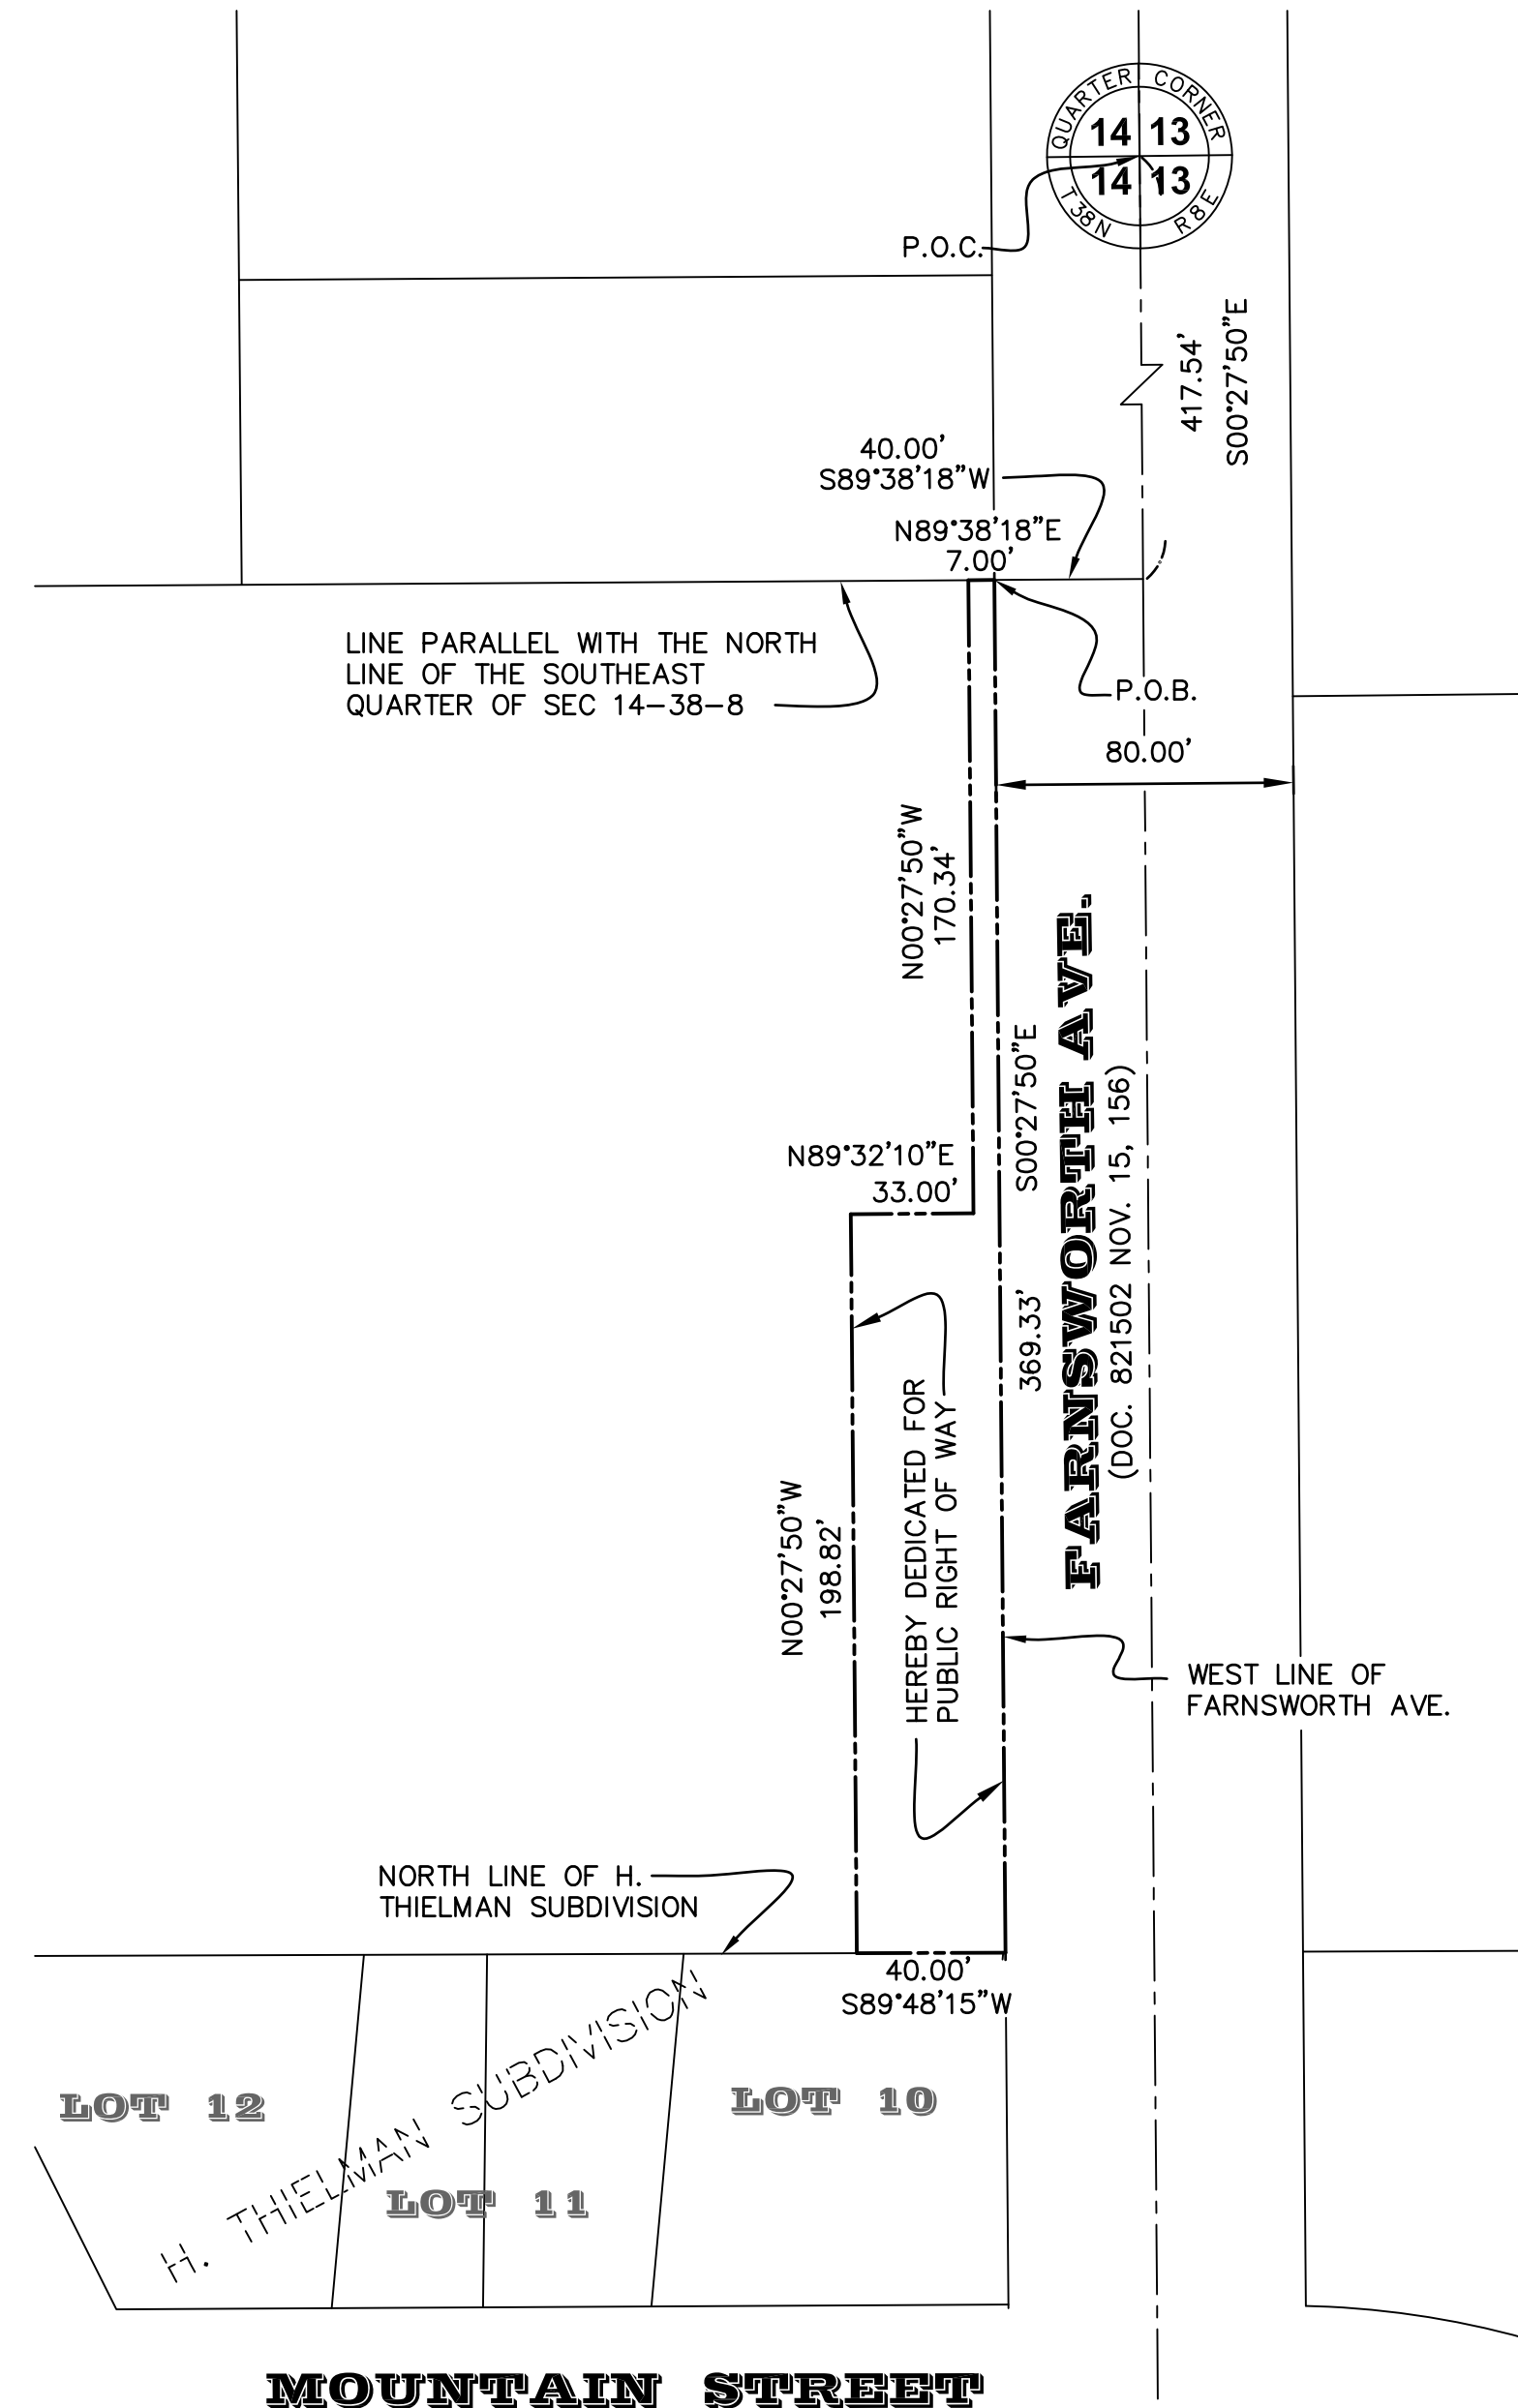 QUARTER CORNER
14 13
14 13
T38N R8E
P.O.C.
417.54'
S00°27'50"E
40.00'
S89°38'18"W
N89°38'18"E
7.00'
LINE PARALLEL WITH THE NORTH
LINE OF THE SOUTHEAST
QUARTER OF SEC 14-38-8
P.O.B.
80.00'
N00°27'50"W
170.34'
FARNSWORTH AVE.
(DOC. 821502 NOV. 15, 156)
S00°27'50"E
369.33'
N89°32'10"E
33.00'
HEREBY DEDICATED FOR
PUBLIC RIGHT OF WAY
N00°27'50"W
198.82'
WEST LINE OF
FARNSWORTH AVE.
NORTH LINE OF H.
THIELMAN SUBDIVISION
40.00'
S89°48'15"W
H. THIELMAN SUBDIVISION
LOT 12
LOT 10
LOT 11
MOUNTAIN STREET